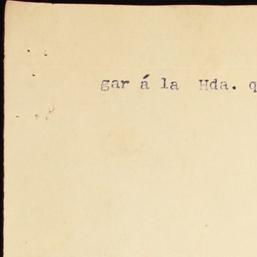 gar á la Hda. q